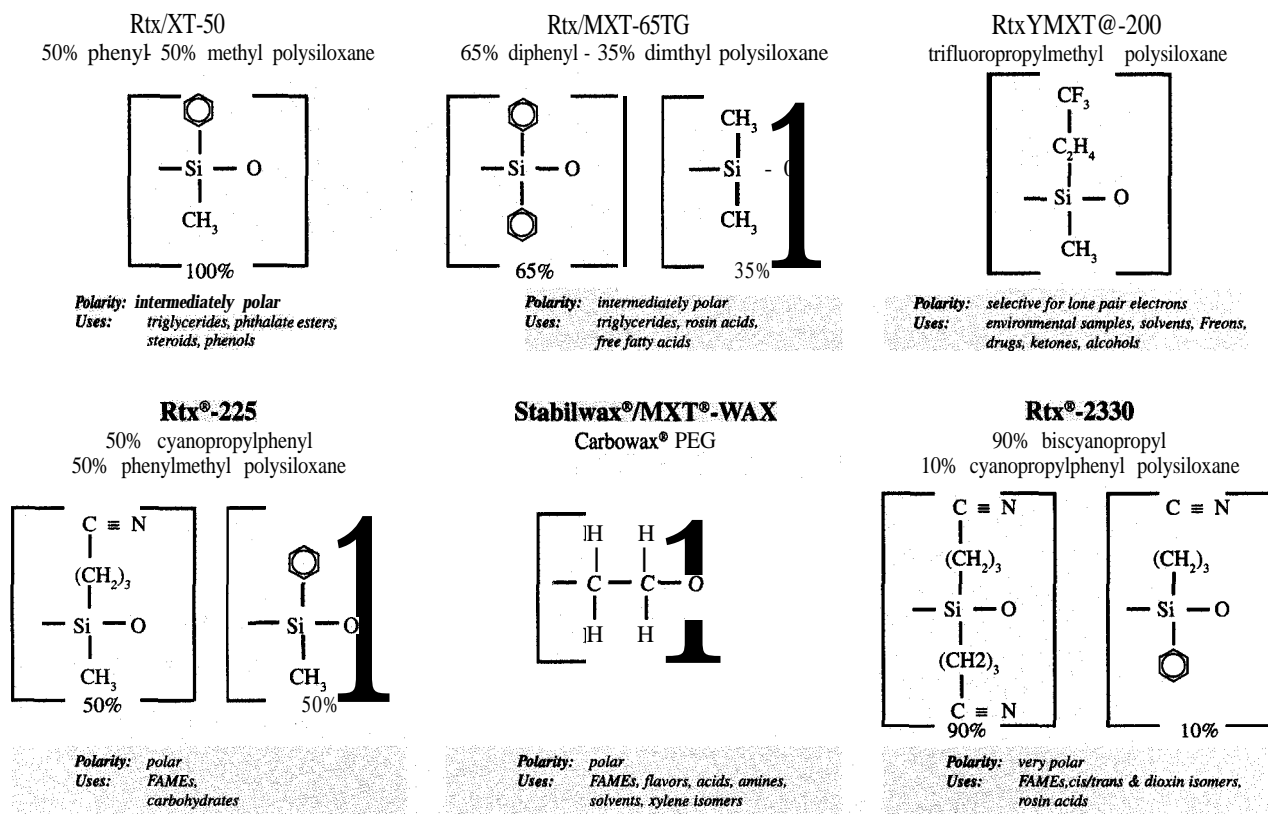 Rtx/XT-50
50% phenyl- 50% methyl polysiloxane
Si
O
CH3
100%
Polarity: intermediately polar
Uses: triglycerides, phthalate esters,
steroids, phenols
Rtx/MXT-65TG
65% diphenyl - 35% dimthyl polysiloxane
Si
O
65%
CH3
Si - 0
CH3
35%
1
Polarity: intermediately polar
Uses: triglycerides, rosin acids,
free fatty acids
RtxYMXT@-200
trifluoropropylmethyl polysiloxane
CF3
C2H4
Si
O
CH3
Polarity: selective for lone pair electrons
Uses: environmental samples, solvents, Freons,
drugs, ketones, alcohols
Rtx®-225
50% cyanopropylphenyl
50% phenylmethyl polysiloxane
C ≡ N
(CH2)3
Si
O
CH3
50%
Si
O
CH3
50%
1
Polarity: polar
Uses: FAMEs,
carbohydrates
Stabilwax®/MXT®-WAX
Carbowax® PEG
H H
C C O
H H
1
Polarity: polar
Uses: FAMEs, flavors, acids, amines,
solvents, xylene isomers
Rtx®-2330
90% biscyanopropyl
10% cyanopropylphenyl polysiloxane
C ≡ N
(CH2)3
Si
O
(CH2)3
C ≡ N
90%
C ≡ N
(CH2)3
Si
O
10%
Polarity: very polar
Uses: FAMEs,cis/trans & dioxin isomers,
rosin acids